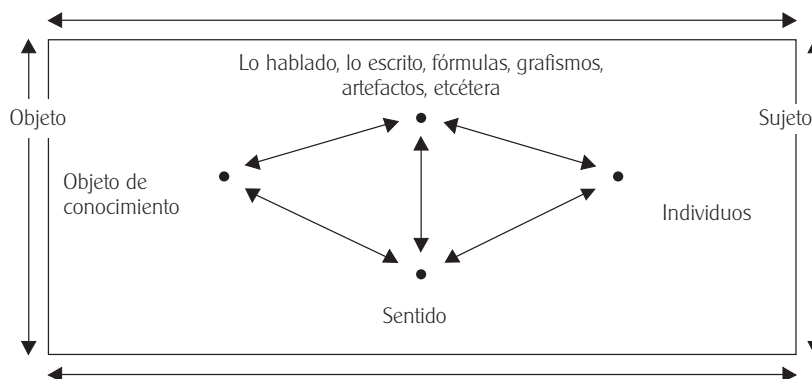 Lo hablado, lo escrito, fórmulas, grafismos,
artefactos, etcétera
Objeto
Sujeto
Objeto de
conocimiento
Individuos
Sentido